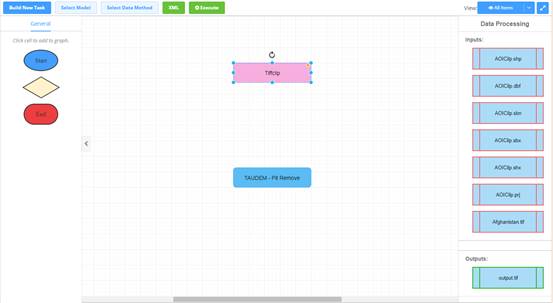 Build New Task Select Model Select Data Method XML Execute View: All Items
General
Click cell to add to graph.
Start
End
Tiffclip
TAUDEM - Pit Remove
Data Processing
Inputs:
AOIClip.shp
AOIClip.dbf
AOIClip.sbn
AOIClip.sbx
AOIClip.shx
AOIClip.prj
Afghanistan.tif
Outputs:
output.tif